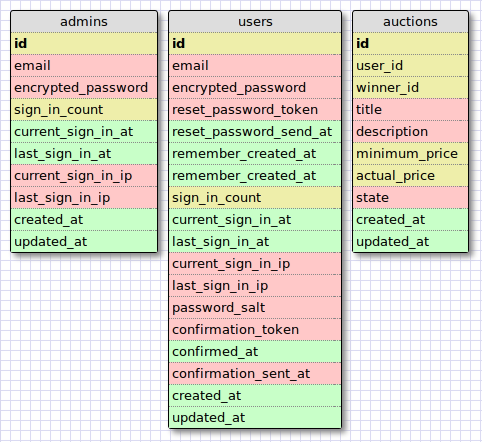 admins
id
email
encrypted_password
sign_in_count
current_sign_in_at
last_sign_in_at
current_sign_in_ip
last_sign_in_ip
created_at
updated_at
users
id
email
encrypted_password
reset_password_token
reset_password_send_at
remember_created_at
remember_created_at
sign_in_count
current_sign_in_at
last_sign_in_at
current_sign_in_ip
last_sign_in_ip
password_salt
confirmation_token
confirmed_at
confirmation_sent_at
created_at
updated_at
auctions
id
user_id
winner_id
title
description
minimum_price
actual_price
state
created_at
updated_at